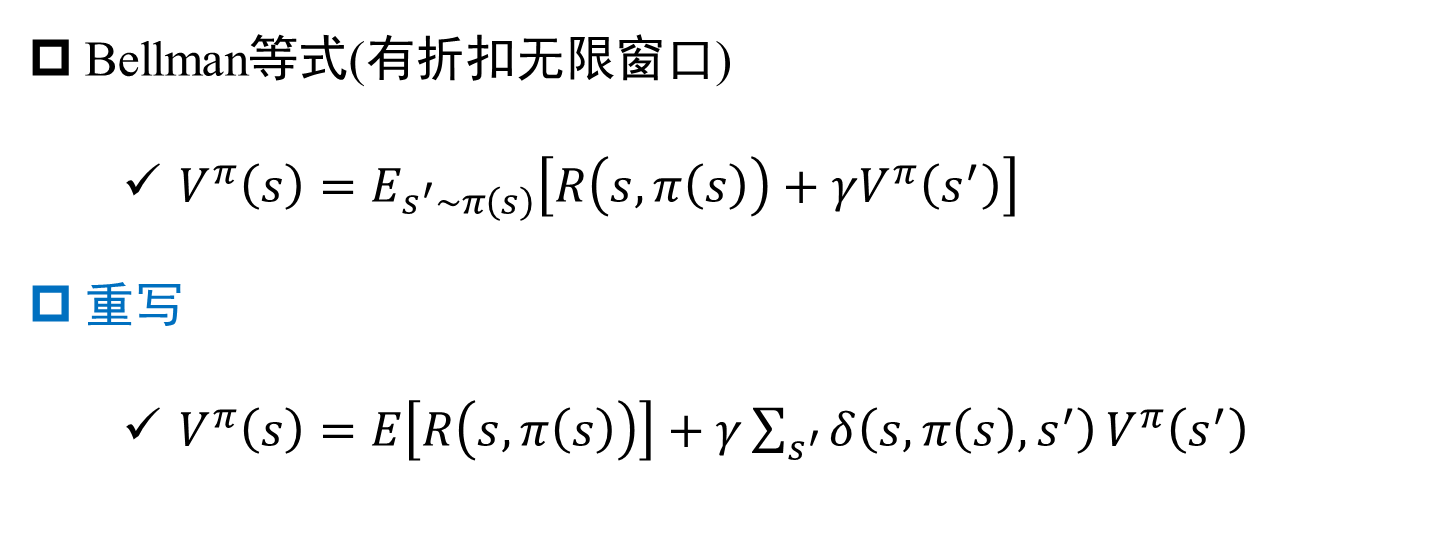 Bellman等式(有折扣无限窗口)
✓ V^π(s) = E_{s′~π(s)}[R(s,π(s)) + γV^π(s′)]
重写
✓ V^π(s) = E[R(s,π(s))] + γ ∑_{s′} δ(s,π(s),s′) V^π(s′)